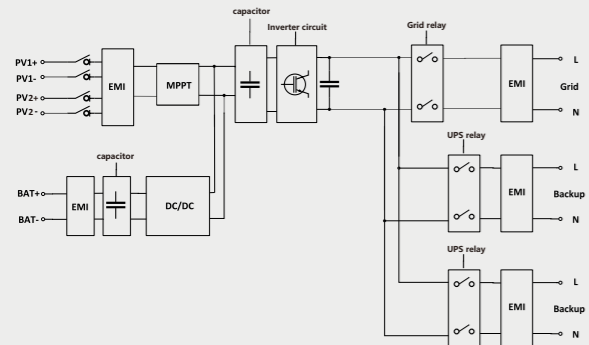 capacitor
Inverter circuit
Grid relay
PV1+
PV1-
PV2+
PV2-
EMI
MPPT
EMI
L
Grid
N
UPS relay
capacitor
BAT+
BAT-
EMI
DC/DC
EMI
L
Backup
N
UPS relay
EMI
L
Backup
N